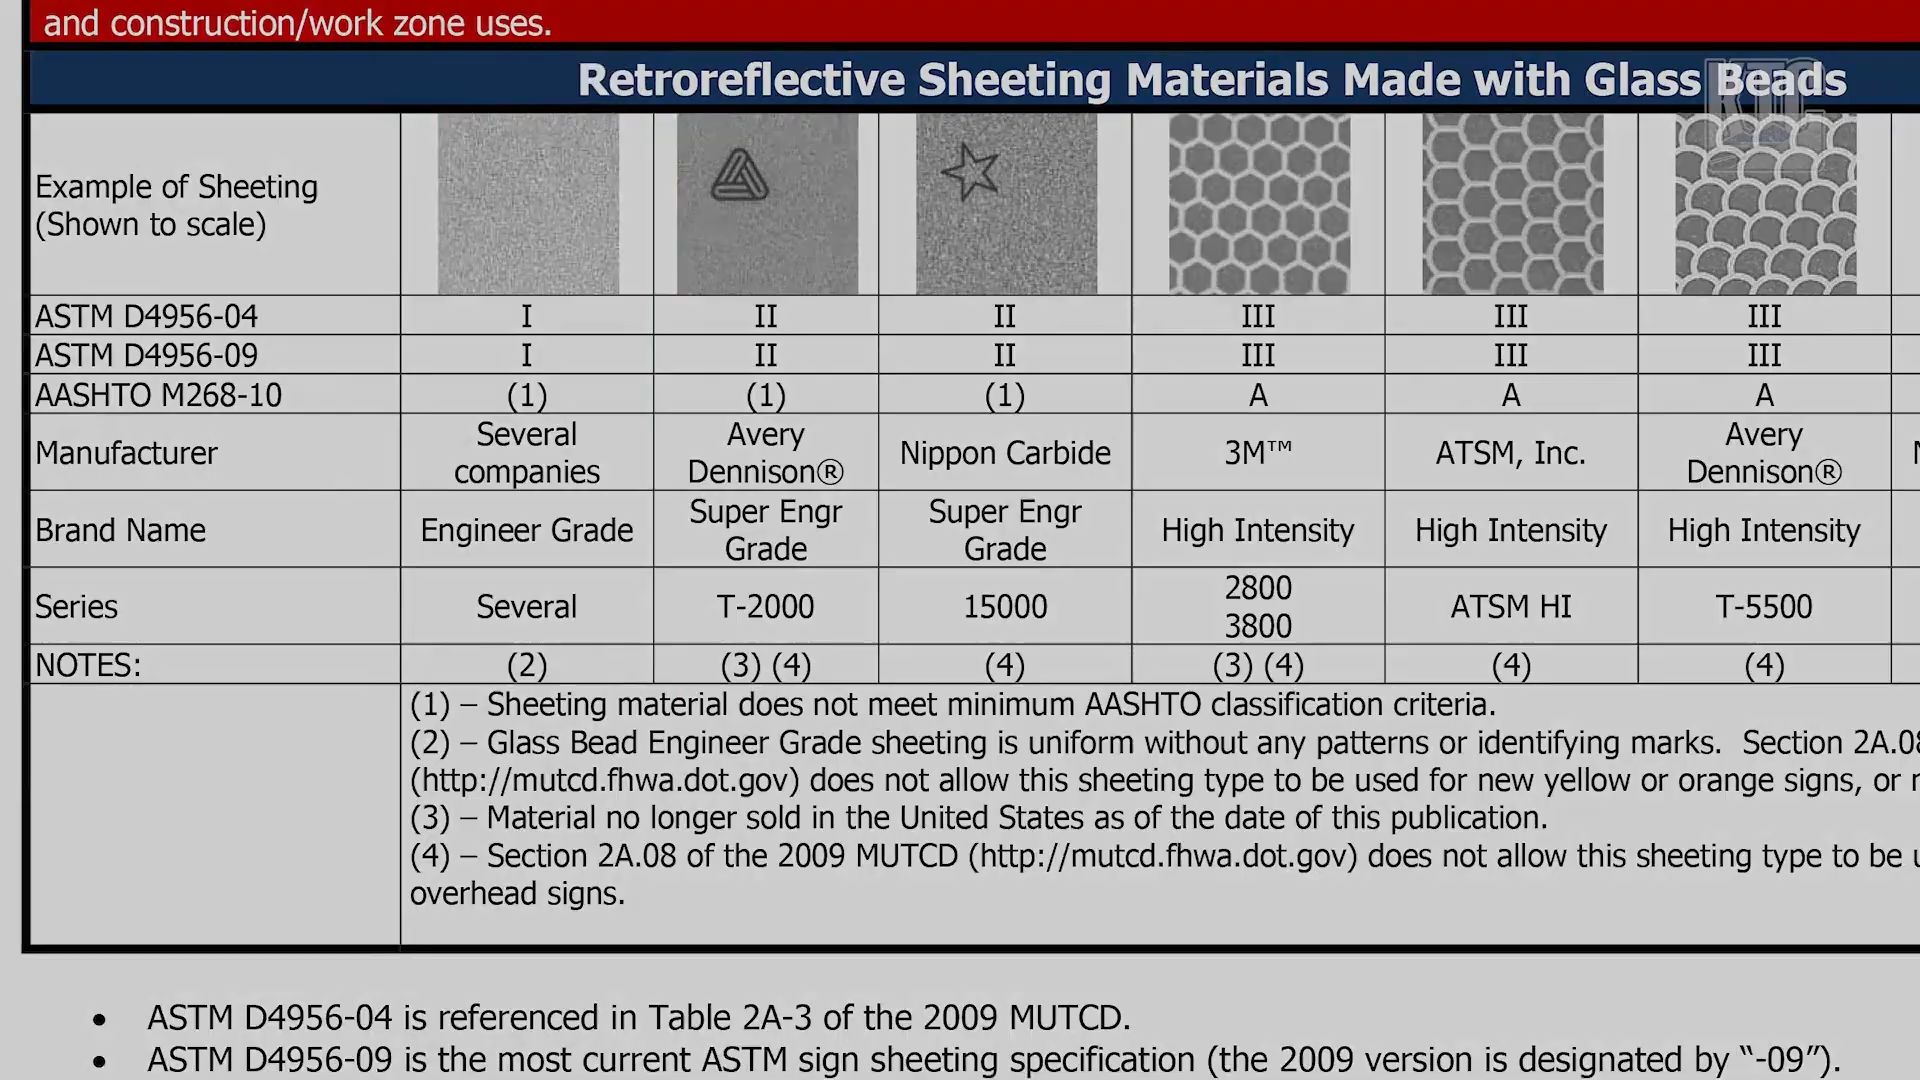 and construction/work zone uses.
Retroreflective Sheeting Materials Made with Glass Beads
KTC
Example of Sheeting
(Shown to scale)
ASTM D4956-04 I II II III III III
ASTM D4956-09 I II II III III III
AASHTO M268-10 (1) (1) (1) A A A
Manufacturer Several companies Avery Dennison® Nippon Carbide 3M™ ATSM, Inc. Avery Dennison®
Brand Name Engineer Grade Super Engr Grade Super Engr Grade High Intensity High Intensity High Intensity
Series Several T-2000 15000 2800 3800 ATSM HI T-5500
NOTES: (2) (3) (4) (4) (3) (4) (4) (4)
(1) – Sheeting material does not meet minimum AASHTO classification criteria.
(2) – Glass Bead Engineer Grade sheeting is uniform without any patterns or identifying marks. Section 2A.08
(http://mutcd.fhwa.dot.gov) does not allow this sheeting type to be used for new yellow or orange signs, or
(3) – Material no longer sold in the United States as of the date of this publication.
(4) – Section 2A.08 of the 2009 MUTCD (http://mutcd.fhwa.dot.gov) does not allow this sheeting type to be
overhead signs.
• ASTM D4956-04 is referenced in Table 2A-3 of the 2009 MUTCD.
• ASTM D4956-09 is the most current ASTM sign sheeting specification (the 2009 version is designated by “-09”).